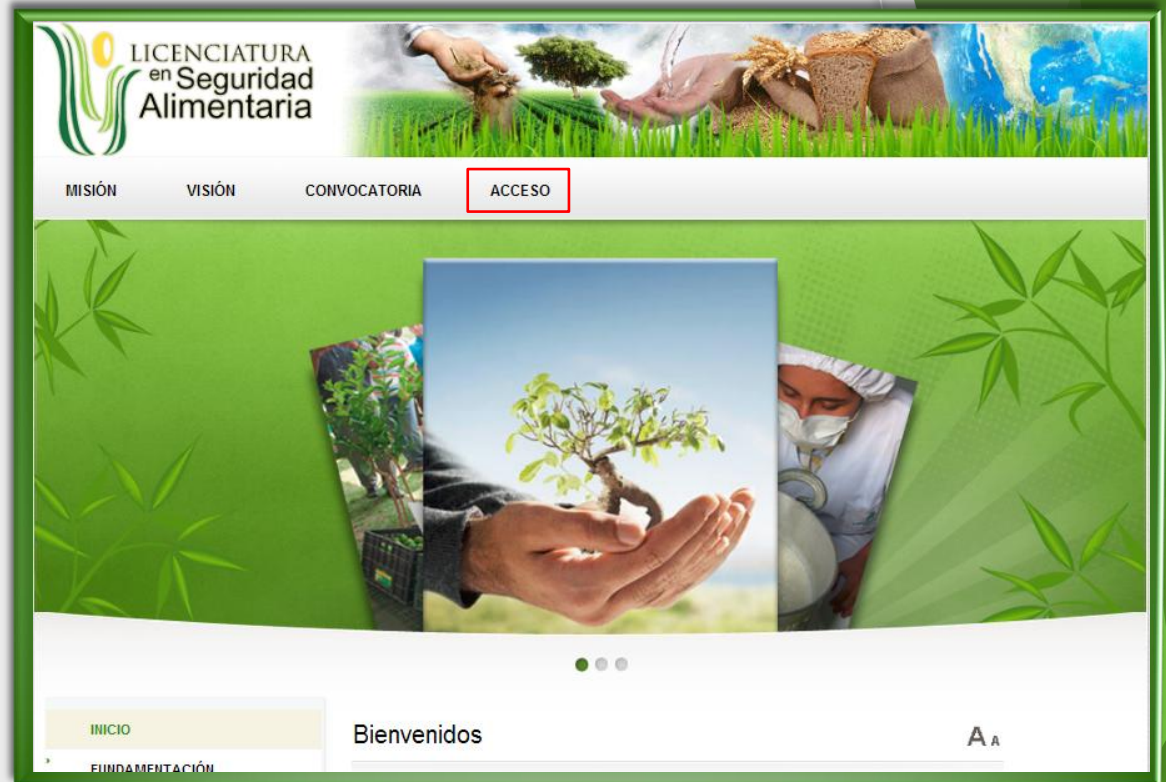 LICENCIATURA
en Seguridad
Alimentaria
MISIÓN VISIÓN CONVOCATORIA ACCESO
INICIO
Bienvenidos
A A
FUNDAMENTACIÓN